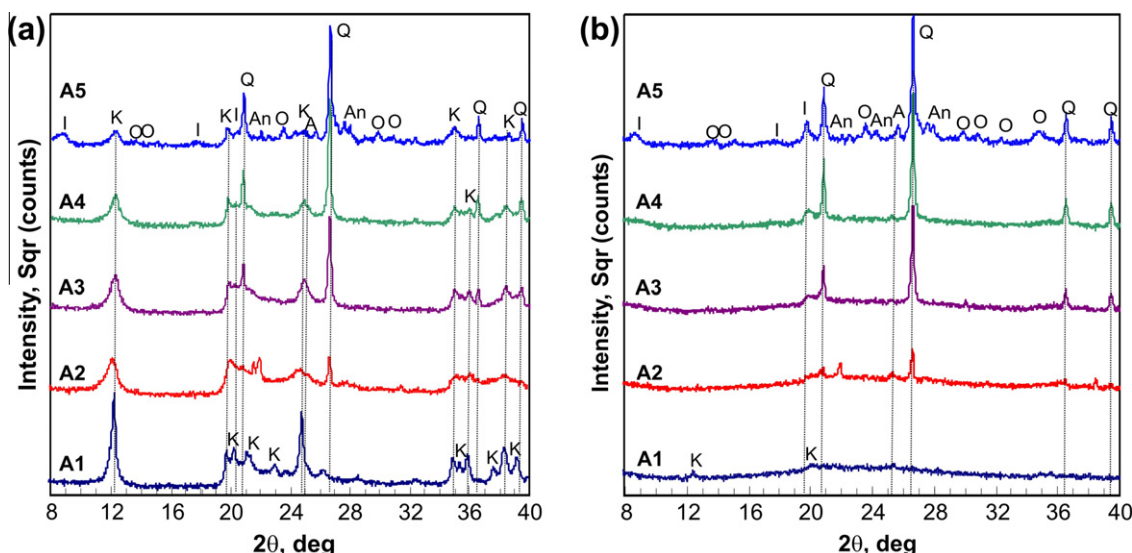 (a)
Intensity, Sqr (counts)
Q
Q
A5
K I An O K A An O O K K Q Q
I K OO I
A4
K
A3
A2
A1
K K K K K K
8 12 16 20 24 28 32 36 40
2θ, deg
(b)
Intensity, Sqr (counts)
Q
Q
A5
I I O A An Q Q
OO An An O O O O
A4
A3
A2
A1
K K
8 12 16 20 24 28 32 36 40
2θ, deg